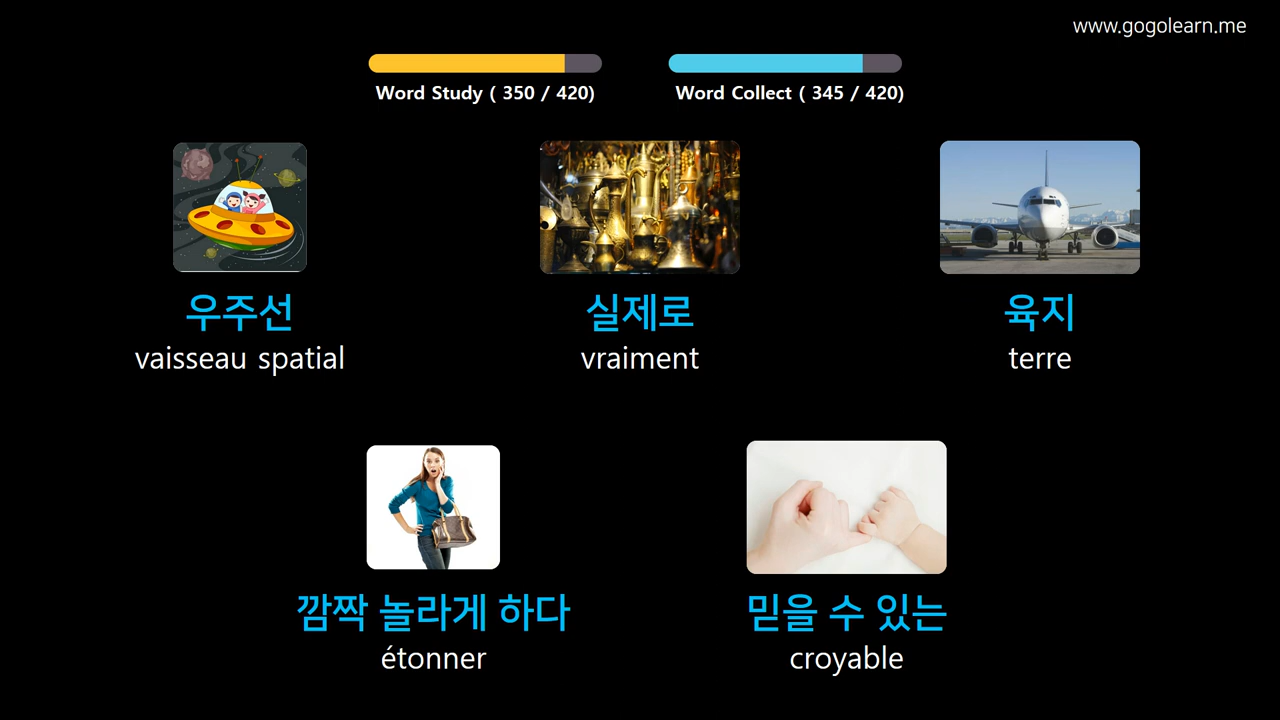 www.gogolearn.me
Word Study ( 350 / 420)
Word Collect ( 345 / 420)
우주선
vaisseau spatial
실제로
vraiment
육지
terre
깜짝 놀라게 하다
étonner
믿을 수 있는
croyable